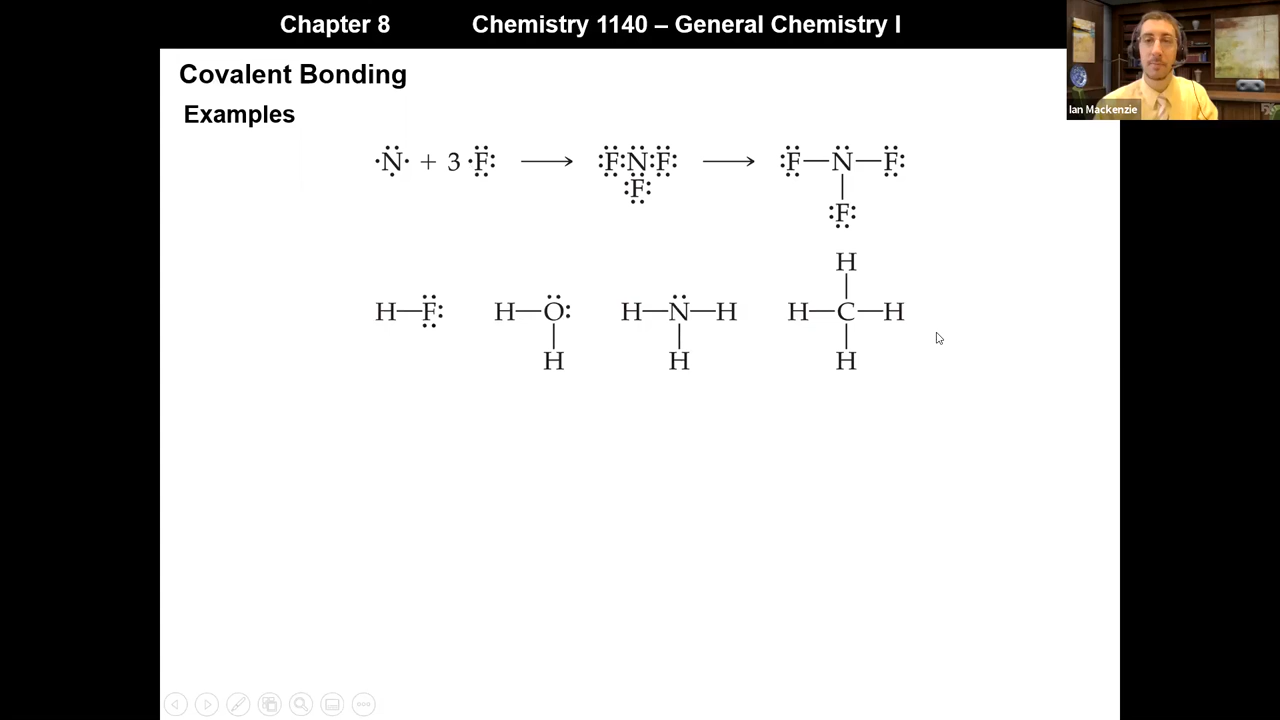 Chapter 8 Chemistry 1140 – General Chemistry I
Ian Mackenzie
Covalent Bonding
Examples
·N̈· + 3 ·F̈: ⟶ :F̈:N̈:F̈: ⟶ :F̈—N̈—F̈:
:F̈: :F̈:
H
H—F̈: H—Ö: H—N̈—H H—C—H
H H H